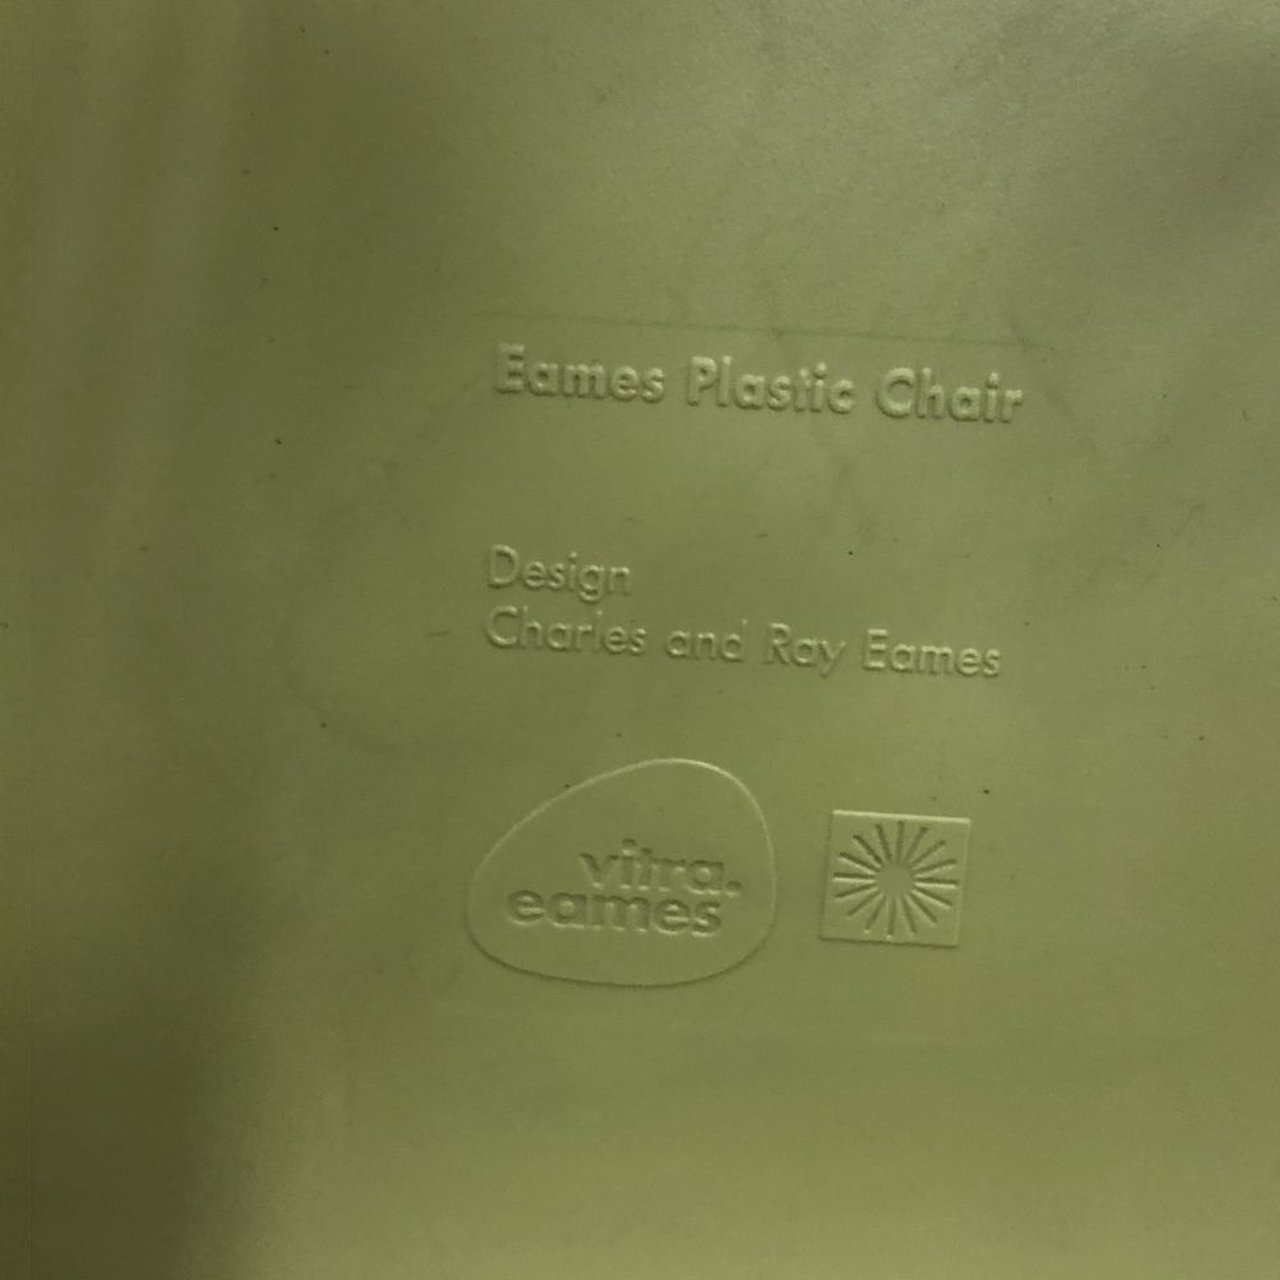 Eames Plastic Chair
Design
Charles and Ray Eames
vitra.
eames